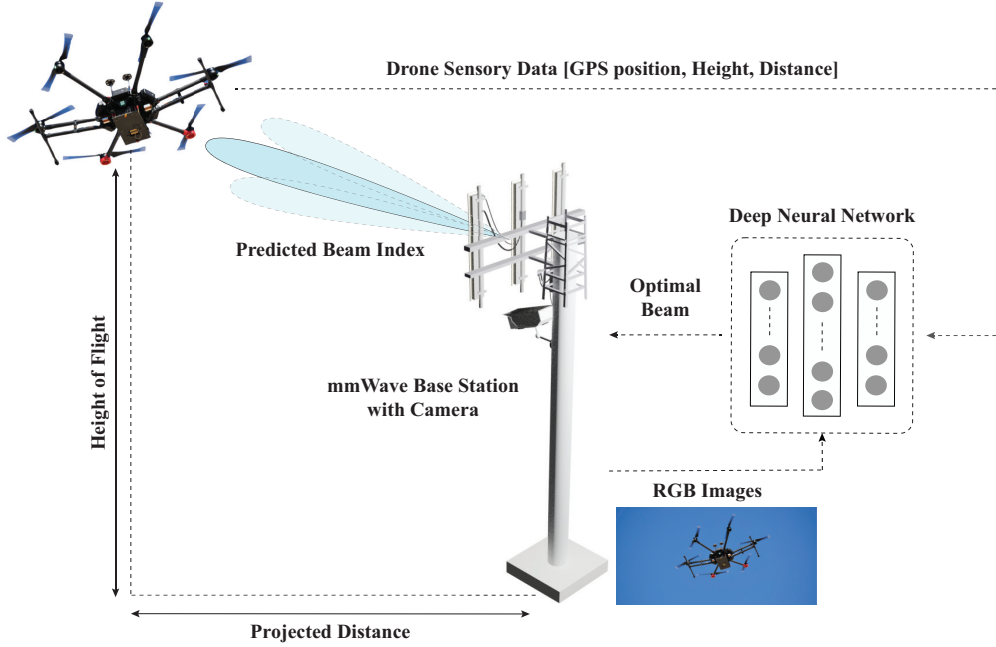 Drone Sensory Data [GPS position, Height, Distance]
Deep Neural Network
Predicted Beam Index
Optimal
Beam
Height of Flight
mmWave Base Station
with Camera
RGB Images
Projected Distance